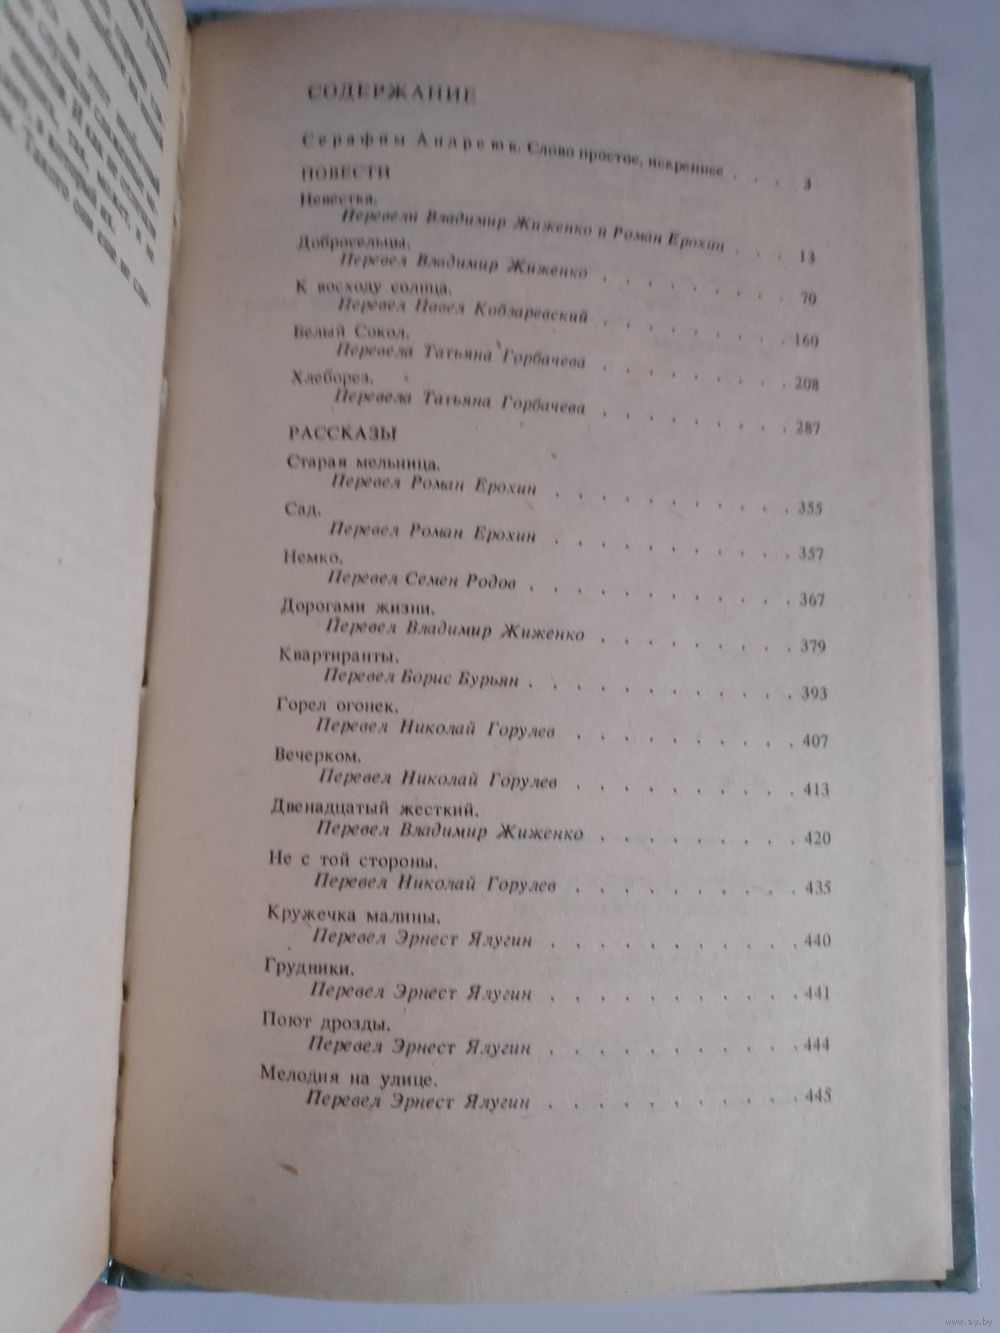 СОДЕРЖАНИЕ
Серафим Андреюк. Слово простое, искреннее . . . . 3
ПОВЕСТИ
Невестка.
Перевели Владимир Жиженко и Роман Ерохин . . . 13
Добросельцы.
Перевел Владимир Жиженко . . . . . . . . 70
К восходу солнца.
Перевел Павел Кобзаревский . . . . . . . . 160
Белый Сокол.
Перевела Татьяна Горбачева . . . . . . . . 208
Хлеборез.
Перевела Татьяна Горбачева . . . . . . . . 287
РАССКАЗЫ
Старая мельница.
Перевел Роман Ерохин . . . . . . . . . . 355
Сад.
Перевел Роман Ерохин . . . . . . . . . . 357
Немко.
Перевел Семен Родов . . . . . . . . . . . 367
Дорогами жизни.
Перевел Владимир Жиженко . . . . . . . . 379
Квартиранты.
Перевел Борис Бурьян . . . . . . . . . . . 393
Горел огонек.
Перевел Николай Горулев . . . . . . . . . 407
Вечерком.
Перевел Николай Горулев . . . . . . . . . 413
Двенадцатый жесткий.
Перевел Владимир Жиженко . . . . . . . . 420
Не с той стороны.
Перевел Николай Горулев . . . . . . . . . 435
Кружечка малины.
Перевел Эрнест Ялугин . . . . . . . . . . 440
Грудники.
Перевел Эрнест Ялугин . . . . . . . . . . 441
Поют дрозды.
Перевел Эрнест Ялугин . . . . . . . . . . 444
Мелодия на улице.
Перевел Эрнест Ялугин . . . . . . . . . . 445
www.ay.by